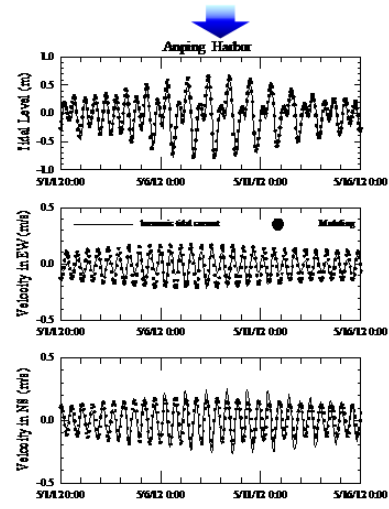 Anping Harbor
Tidal Level (m)
1.0
0.5
0.0
-0.5
-1.0
5/1/12 0:00 5/6/12 0:00 5/11/12 0:00 5/16/12 0:00
Velocity in EW (m/s)
0.5
0.0
-0.5
harmonic tidal current Modeling
5/1/12 0:00 5/6/12 0:00 5/11/12 0:00 5/16/12 0:00
Velocity in NS (m/s)
0.5
0.0
-0.5
5/1/12 0:00 5/6/12 0:00 5/11/12 0:00 5/16/12 0:00